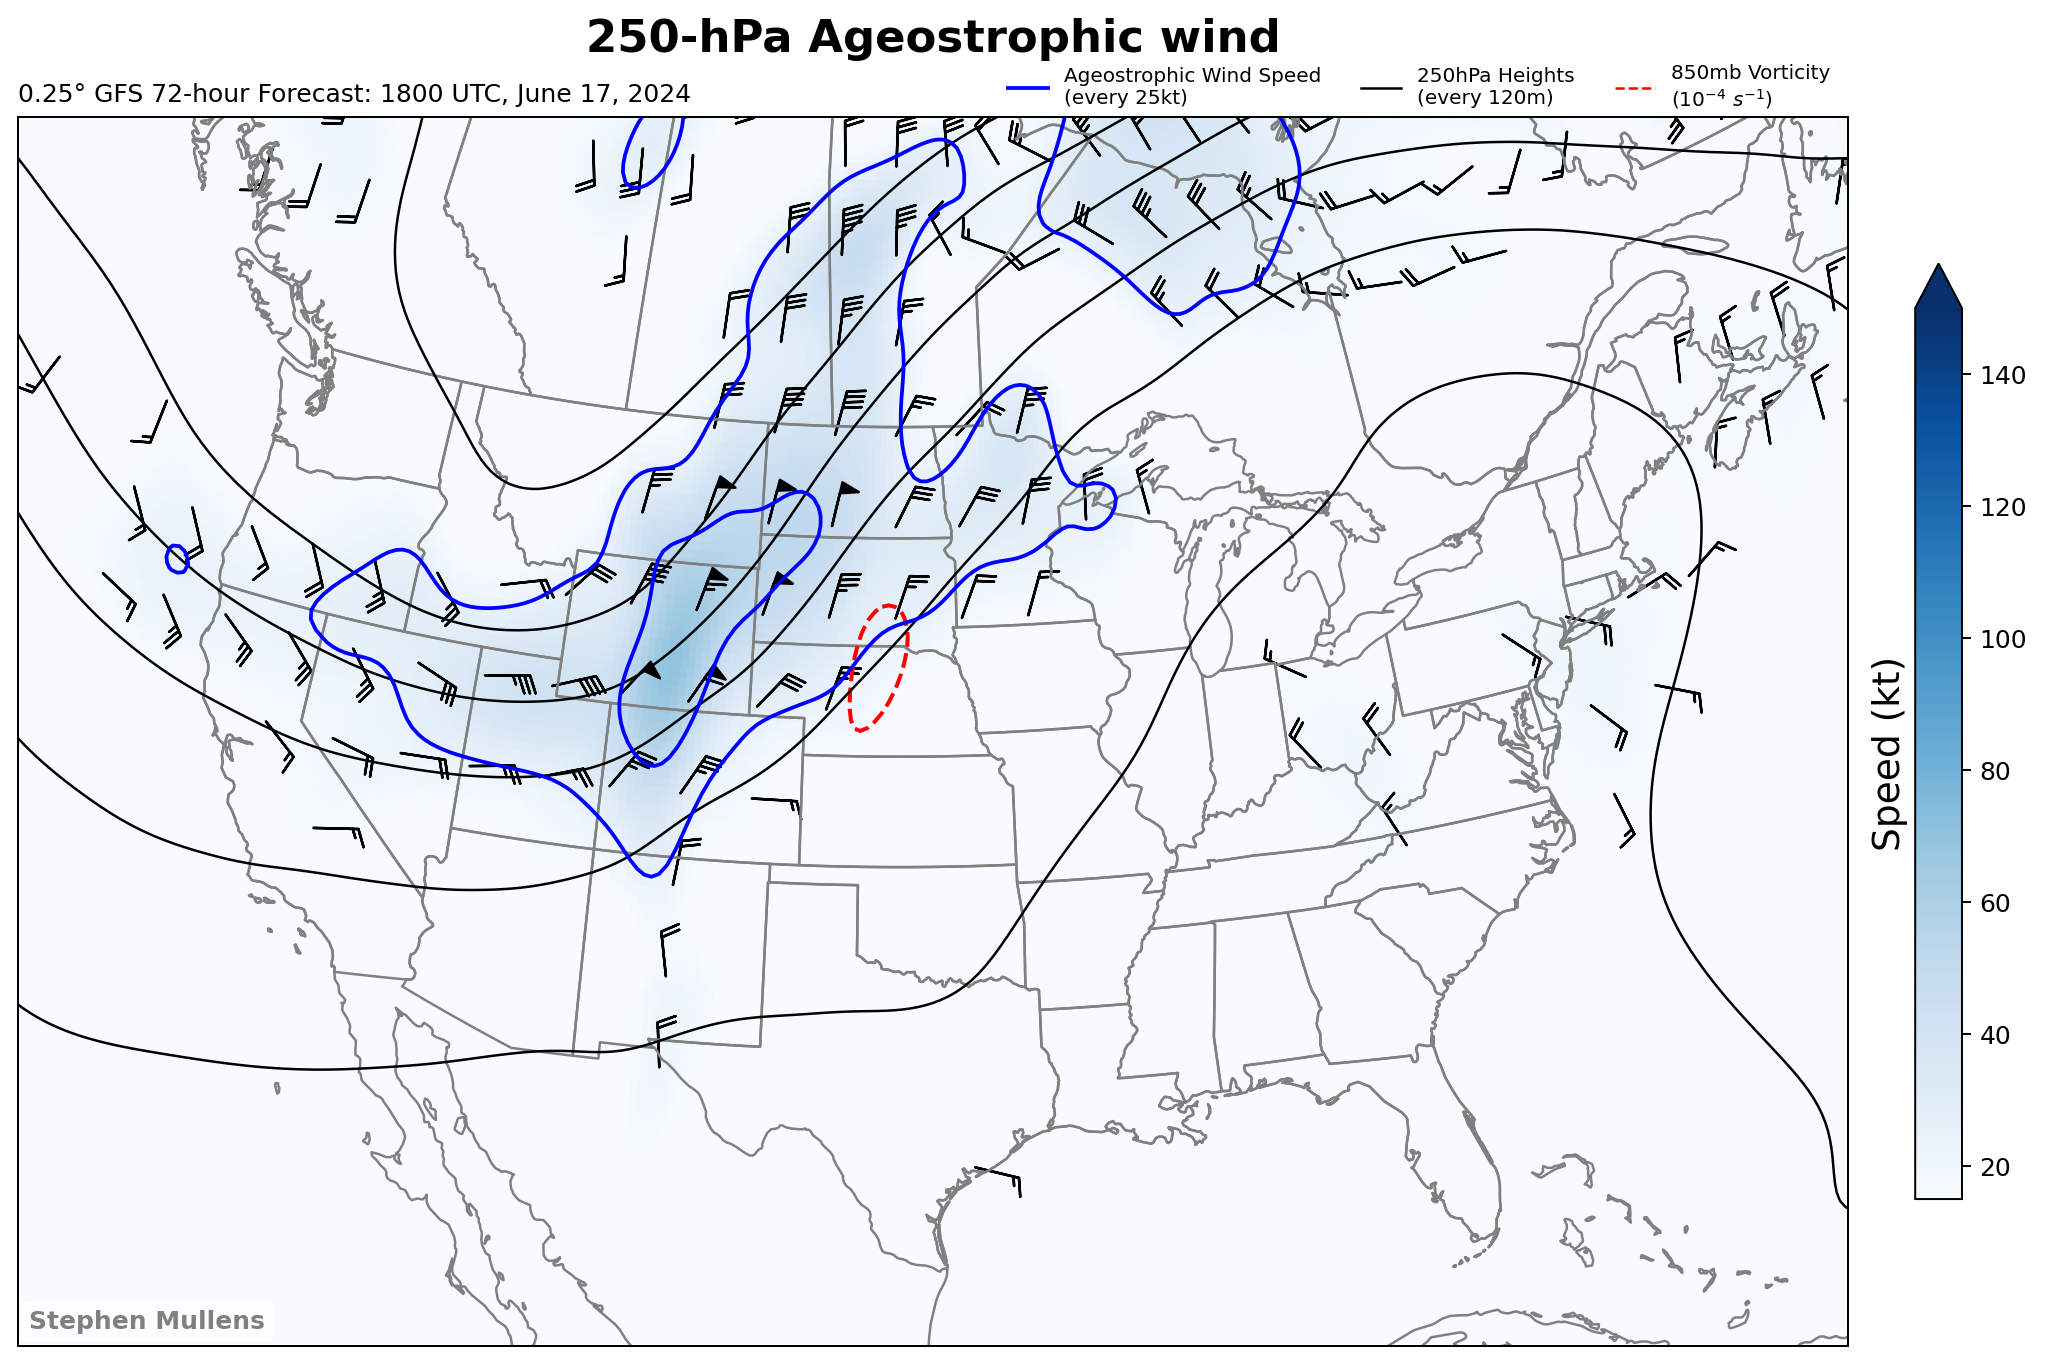 250-hPa Ageostrophic wind
0.25° GFS 72-hour Forecast: 1800 UTC, June 17, 2024
Ageostrophic Wind Speed
(every 25kt)
250hPa Heights
(every 120m)
850mb Vorticity
(10⁻⁴ s⁻¹)
140
120
100
80
60
40
20
Speed (kt)
Stephen Mullens